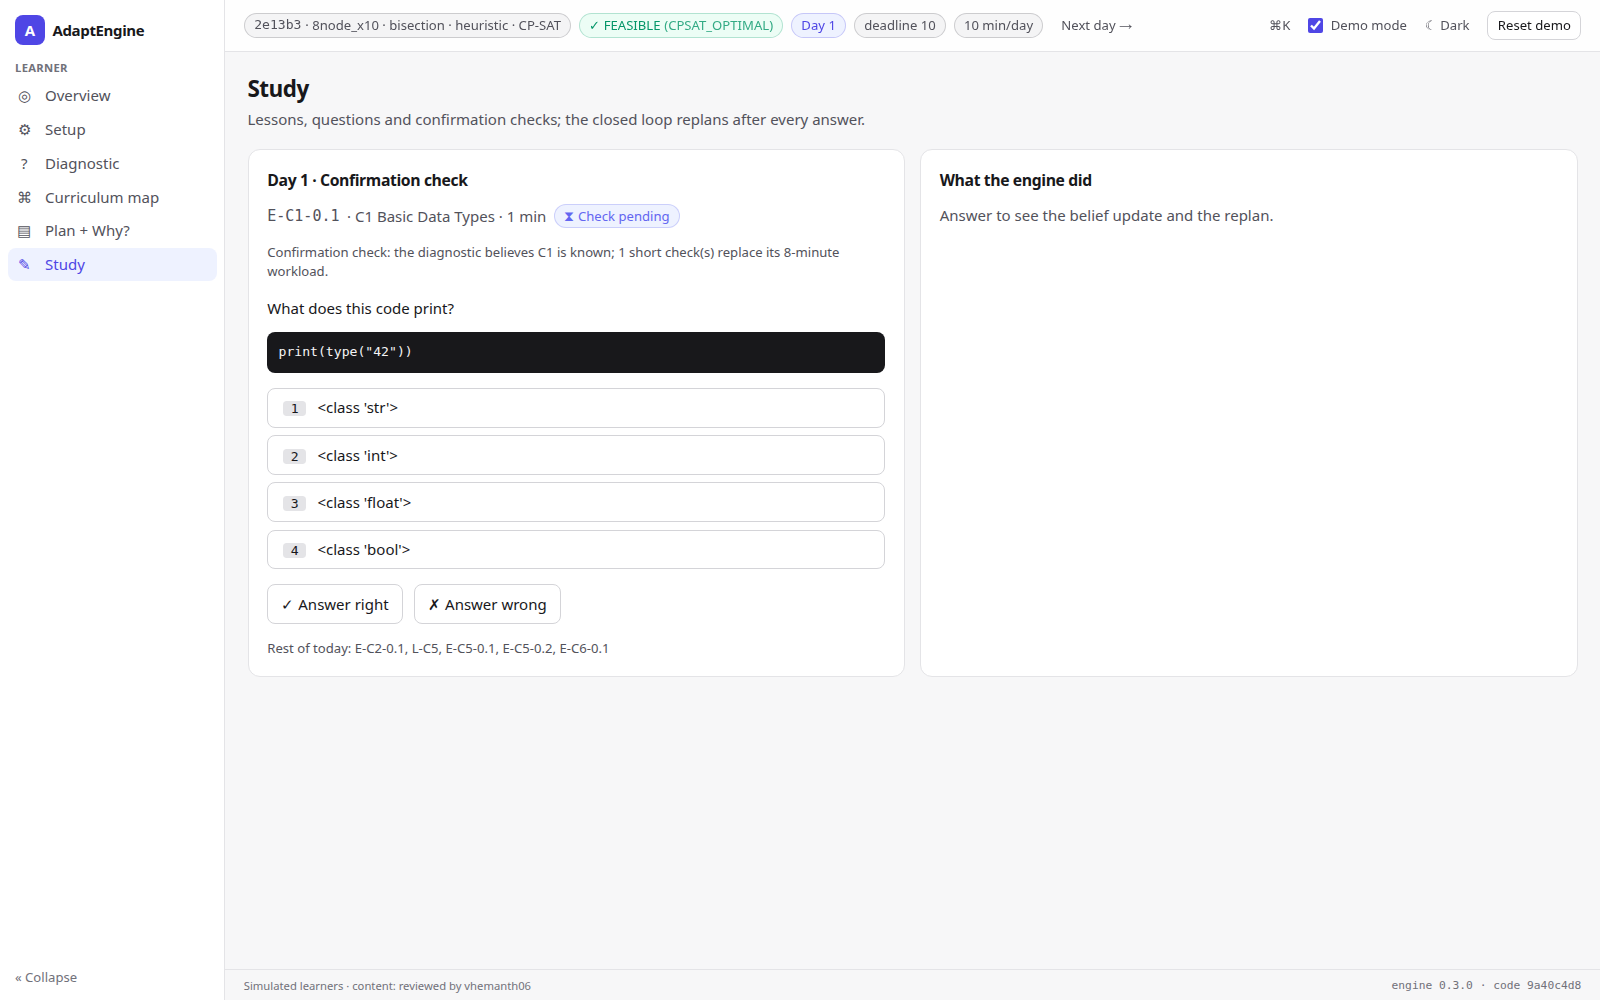 A AdaptEngine
LEARNER
◎ Overview
⚙ Setup
? Diagnostic
⌘ Curriculum map
▤ Plan + Why?
✎ Study
« Collapse
2e13b3 · 8node_x10 · bisection · heuristic · CP-SAT
✓ FEASIBLE (CPSAT_OPTIMAL)
Day 1
deadline 10
10 min/day
Next day →
⌘K
Demo mode
☾ Dark
Reset demo
Study
Lessons, questions and confirmation checks; the closed loop replans after every answer.
Day 1 · Confirmation check
E-C1-0.1 · C1 Basic Data Types · 1 min ⧗ Check pending
Confirmation check: the diagnostic believes C1 is known; 1 short check(s) replace its 8-minute
workload.
What does this code print?
print(type("42"))
1 <class 'str'>
2 <class 'int'>
3 <class 'float'>
4 <class 'bool'>
✓ Answer right
✗ Answer wrong
Rest of today: E-C2-0.1, L-C5, E-C5-0.1, E-C5-0.2, E-C6-0.1
What the engine did
Answer to see the belief update and the replan.
Simulated learners · content: reviewed by vhemanth06
engine 0.3.0 · code 9a40c4d8